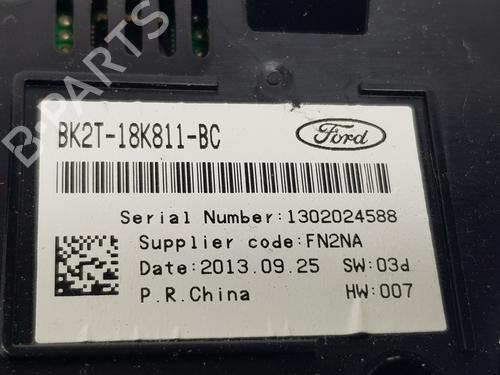 BK2T-18K811-BC
Ford
Serial Number:1302024588
Supplier code:FN2NA
Date:2013.09.25 SW:03d
P.R.China HW:007
B-PARTS